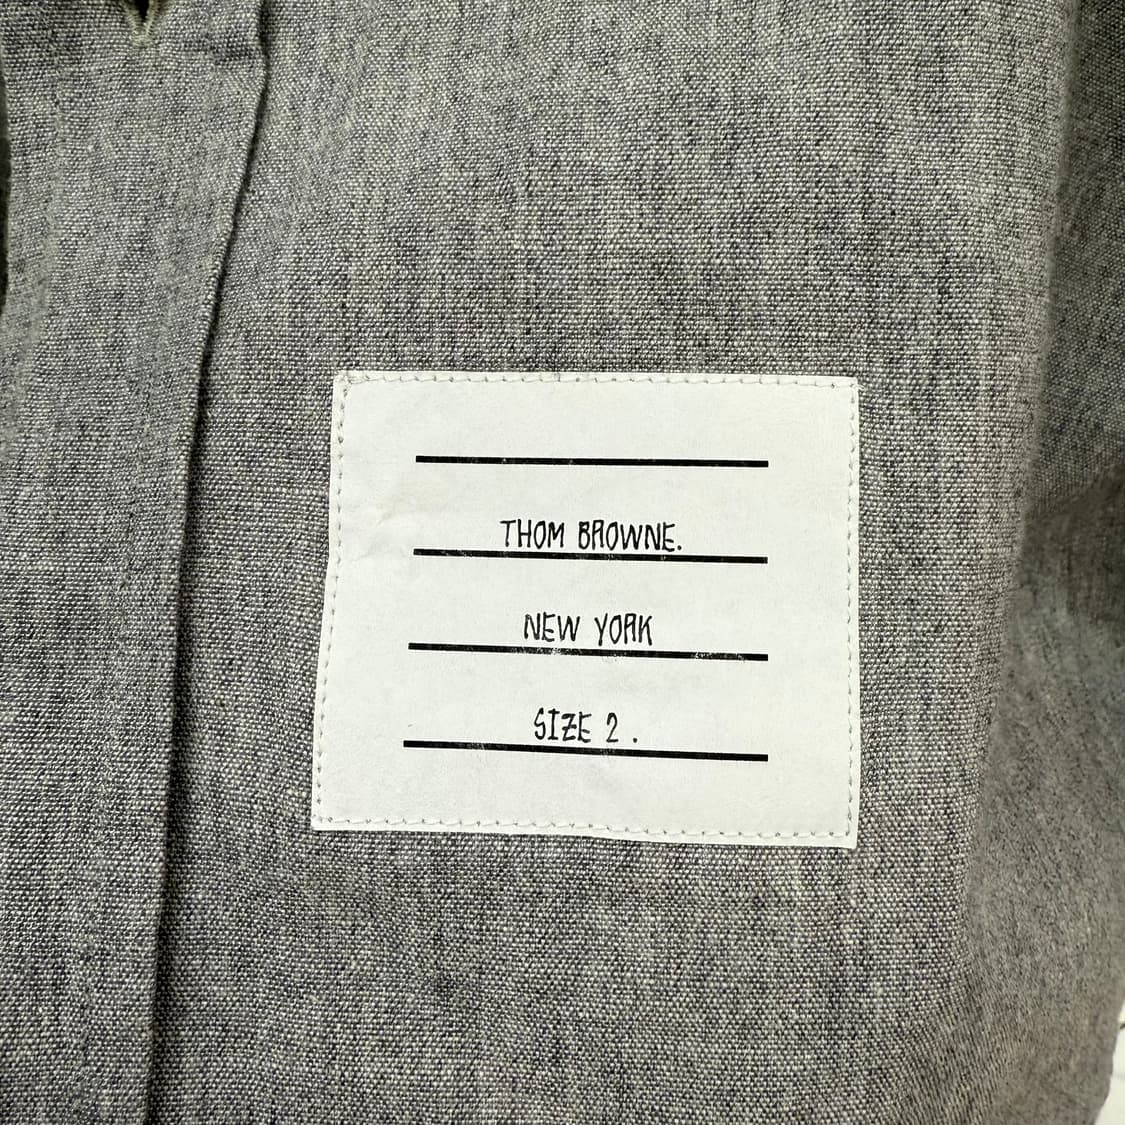 THOM BROWNE.
NEW YORK
SIZE 2 .